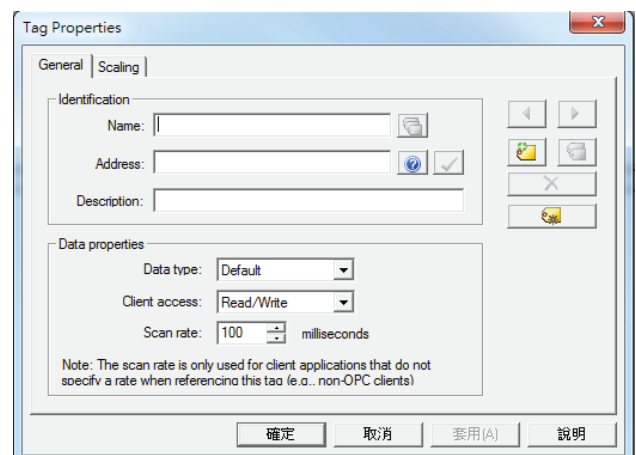 Tag Properties
General Scaling
Identification
Name:
Address:
Description:
Data properties
Data type: Default
Client access: Read/Write
Scan rate: 100 milliseconds
Note: The scan rate is only used for client applications that do not
specify a rate when referencing this tag (e.g., non-OPC clients)
確定 取消 套用(A) 說明